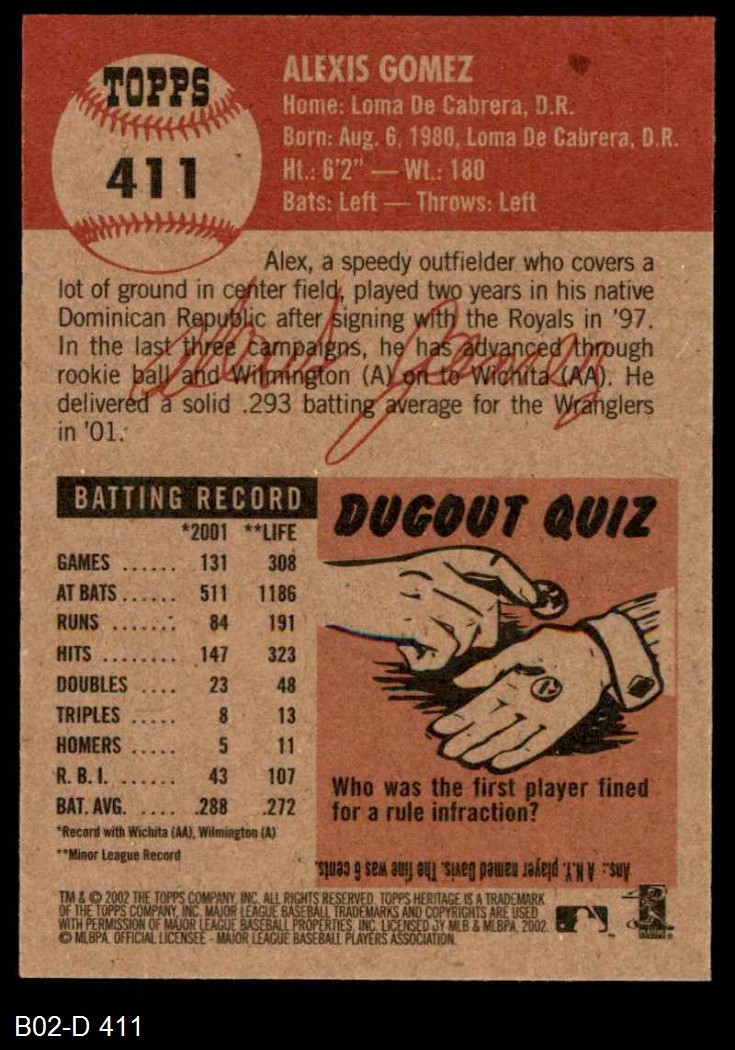 TOPPS
411
ALEXIS GOMEZ
Home: Loma De Cabrera, D.R.
Born: Aug. 6, 1980, Loma De Cabrera, D.R.
Ht.: 6'2" — Wt.: 180
Bats: Left — Throws: Left
Alex, a speedy outfielder who covers a
lot of ground in center field, played two years in his native
Dominican Republic after signing with the Royals in '97.
In the last three campaigns, he has advanced through
rookie ball and Wilmington (A) on to Wichita (AA). He
delivered a solid .293 batting average for the Wranglers
in '01.
Alexis Gomez
BATTING RECORD
*2001 **LIFE
GAMES ...... 131 308
AT BATS ...... 511 1186
RUNS ....... 84 191
HITS ........ 147 323
DOUBLES .... 23 48
TRIPLES ..... 8 13
HOMERS ..... 5 11
R.B.I. ...... 43 107
BAT. AVG. .... .288 .272
*Record with Wichita (AA), Wilmington (A)
**Minor League Record
DUGOUT QUIZ
Who was the first player fined
for a rule infraction?
Ans.: A N.Y. player named Davis. The fine was 6 cents.
TM & © 2002 THE TOPPS COMPANY, INC. ALL RIGHTS RESERVED. TOPPS HERITAGE IS A TRADEMARK
OF THE TOPPS COMPANY, INC. MAJOR LEAGUE BASEBALL TRADEMARKS AND COPYRIGHTS ARE USED
WITH PERMISSION OF MAJOR LEAGUE BASEBALL PROPERTIES, INC. LICENSED BY MLB & MLBPA, 2002.
© MLBPA. OFFICIAL LICENSEE - MAJOR LEAGUE BASEBALL PLAYERS ASSOCIATION.
B02-D 411